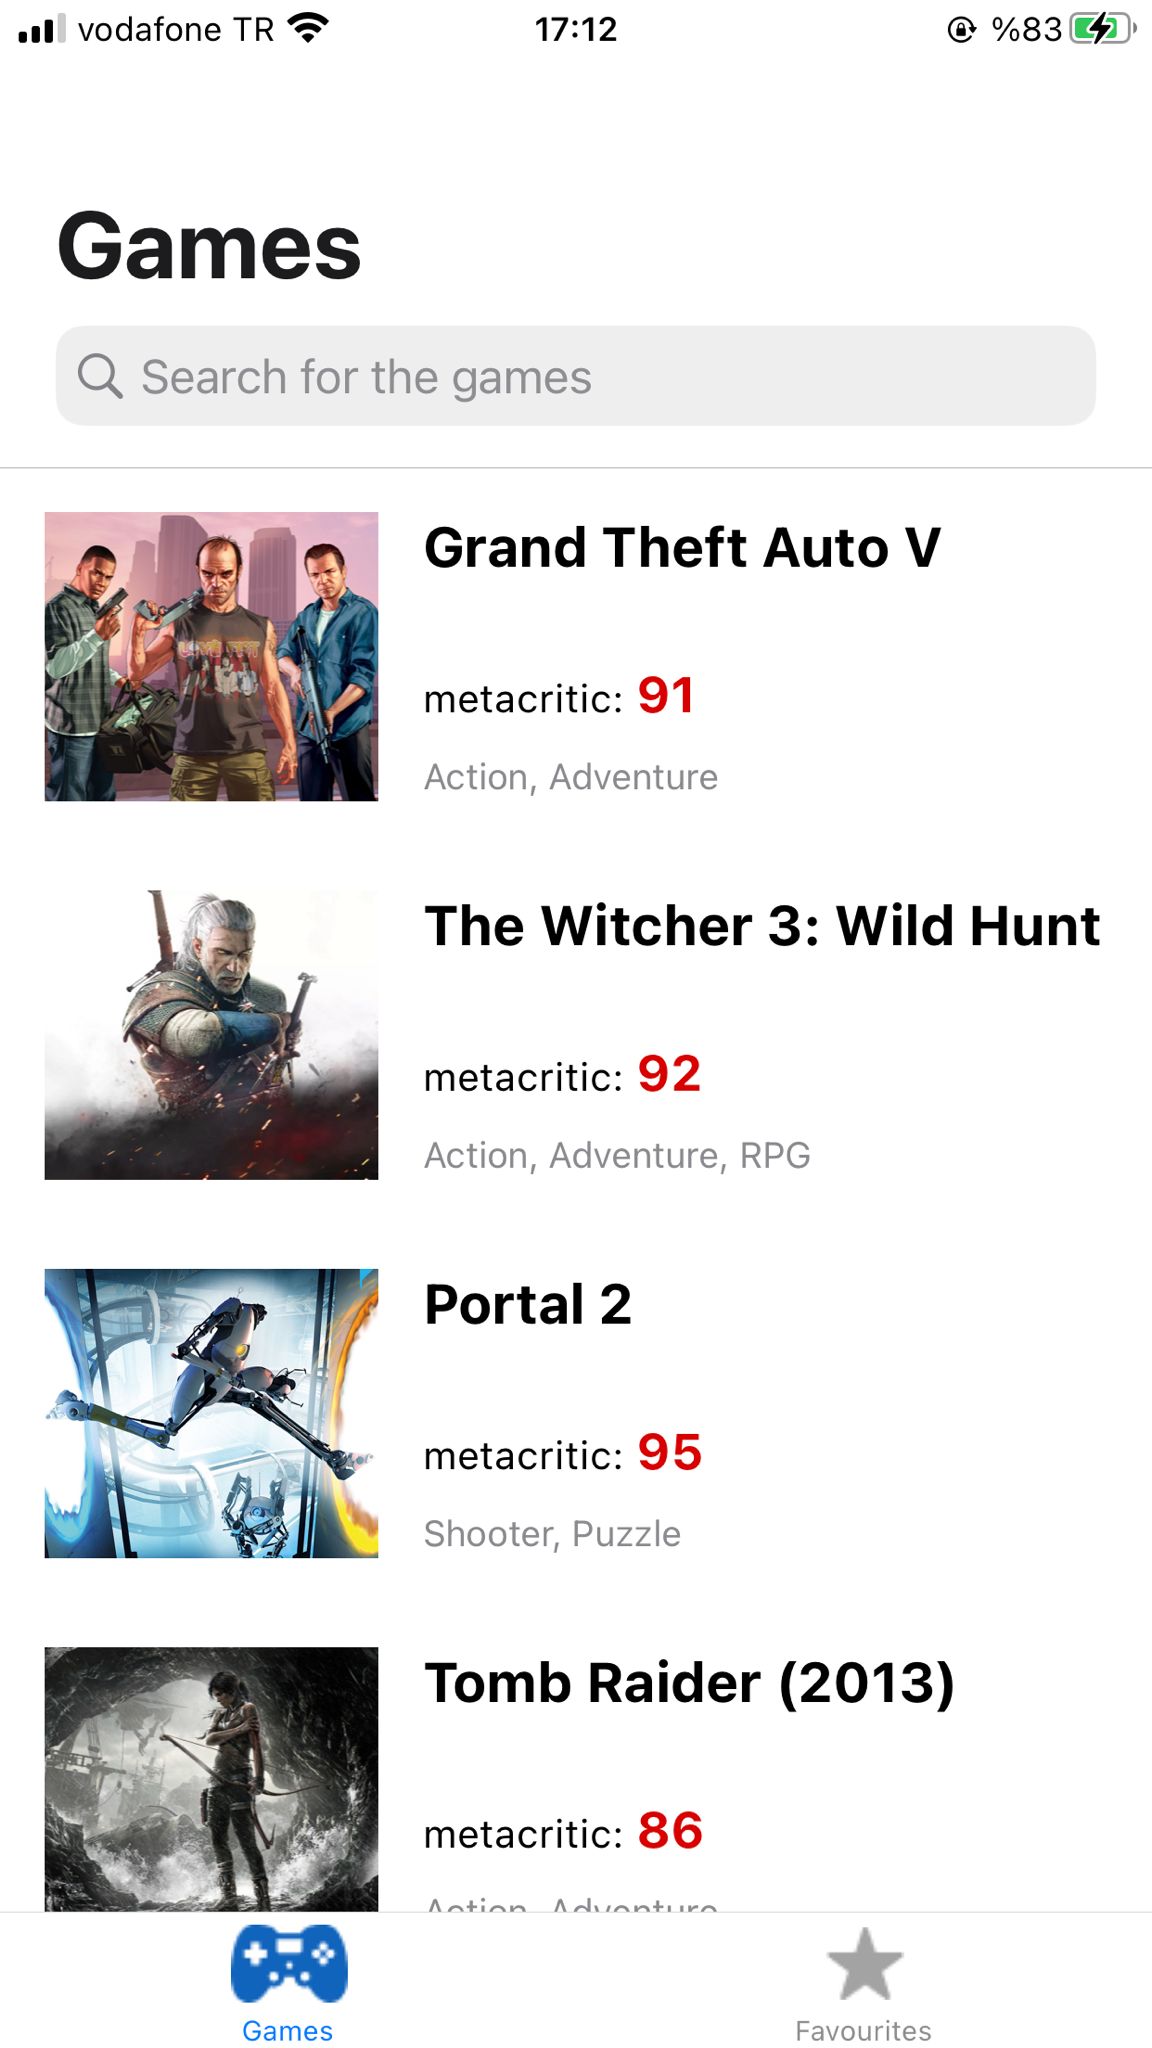 vodafone TR 17:12 %83
Games
Search for the games
Grand Theft Auto V
metacritic: 91
Action, Adventure
The Witcher 3: Wild Hunt
metacritic: 92
Action, Adventure, RPG
Portal 2
metacritic: 95
Shooter, Puzzle
Tomb Raider (2013)
metacritic: 86
Action, Adventure
Games
Favourites